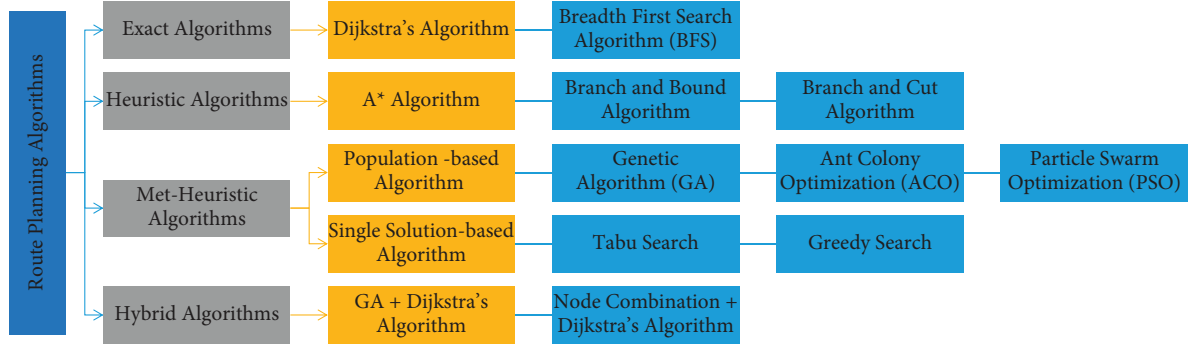 Route Planning Algorithms
Exact Algorithms
Dijkstra's Algorithm
Breadth First Search
Algorithm (BFS)
Heuristic Algorithms
A* Algorithm
Branch and Bound
Algorithm
Branch and Cut
Algorithm
Met-Heuristic
Algorithms
Population -based
Algorithm
Genetic
Algorithm (GA)
Ant Colony
Optimization (ACO)
Particle Swarm
Optimization (PSO)
Single Solution-based
Algorithm
Tabu Search
Greedy Search
Hybrid Algorithms
GA + Dijkstra's
Algorithm
Node Combination +
Dijkstra's Algorithm